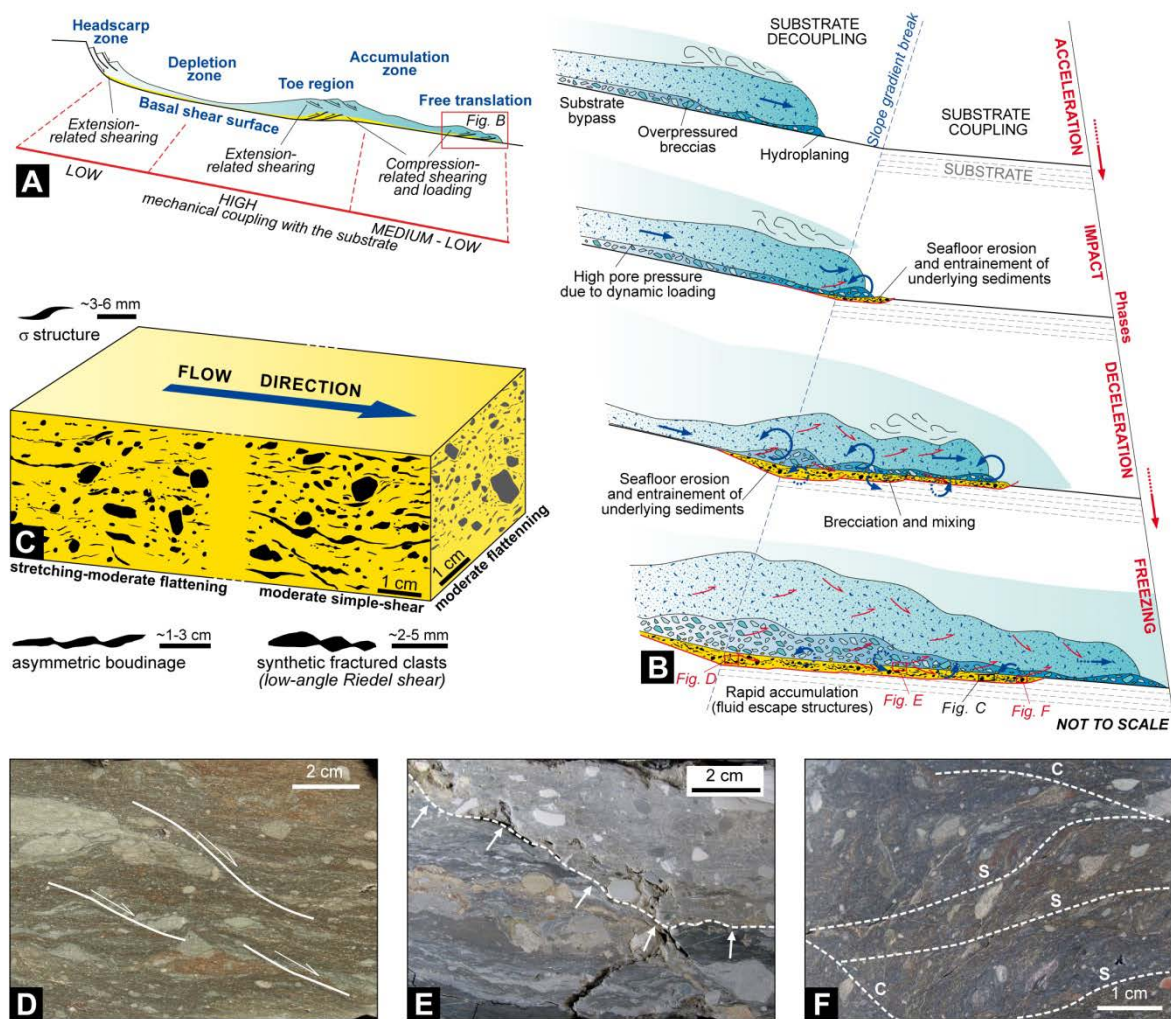 Headscarp
zone
Depletion
zone
Accumulation
zone
Toe region
Free translation
Fig. B
Basal shear surface
Extension-
related shearing
Extension-
related shearing
Compression-
related shearing
and loading
A
LOW
HIGH
mechanical coupling with the substrate
MEDIUM - LOW
SUBSTRATE
DECOUPLING
Slope gradient break
SUBSTRATE
COUPLING
ACCELERATION
Substrate
bypass
Overpressured
breccias
Hydroplaning
SUBSTRATE
IMPACT
Phases
High pore pressure
due to dynamic loading
Seafloor erosion
and entrainement of
underlying sediments
DECELERATION
Seafloor erosion
and entrainement of
underlying sediments
Brecciation and mixing
FREEZING
B
Fig. D
Rapid accumulation
(fluid escape structures)
Fig. E
Fig. C
Fig. F
NOT TO SCALE
~3-6 mm
σ structure
FLOW DIRECTION
C
stretching-moderate flattening
1 cm
moderate simple-shear
1 cm
moderate flattenning
~1-3 cm
asymmetric boudinage
~2-5 mm
synthetic fractured clasts
(low-angle Riedel shear)
2 cm
D
2 cm
E
C
S
S
C
S
1 cm
F